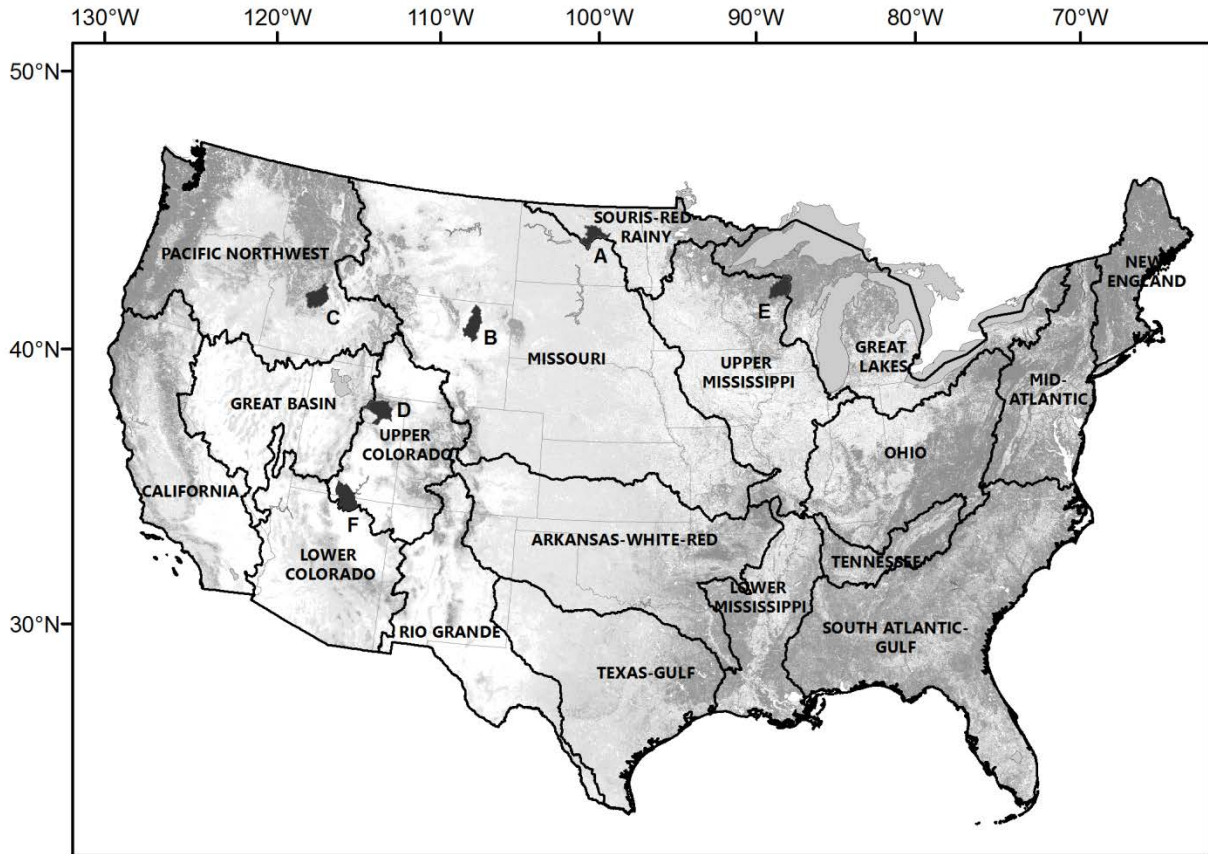 130°W 120°W 110°W 100°W 90°W 80°W 70°W
50°N
40°N
30°N
SOURIS-RED
RAINY
A
PACIFIC NORTHWEST
NEW
ENGLAND
C
E
B
MISSOURI
GREAT
LAKES
UPPER
MISSISSIPPI
MID-
ATLANTIC
GREAT BASIN
D
UPPER
COLORADO
OHIO
CALIFORNIA
F
ARKANSAS-WHITE-RED
LOWER
COLORADO
TENNESSEE
LOWER
MISSISSIPPI
RIO GRANDE
SOUTH ATLANTIC-
GULF
TEXAS-GULF